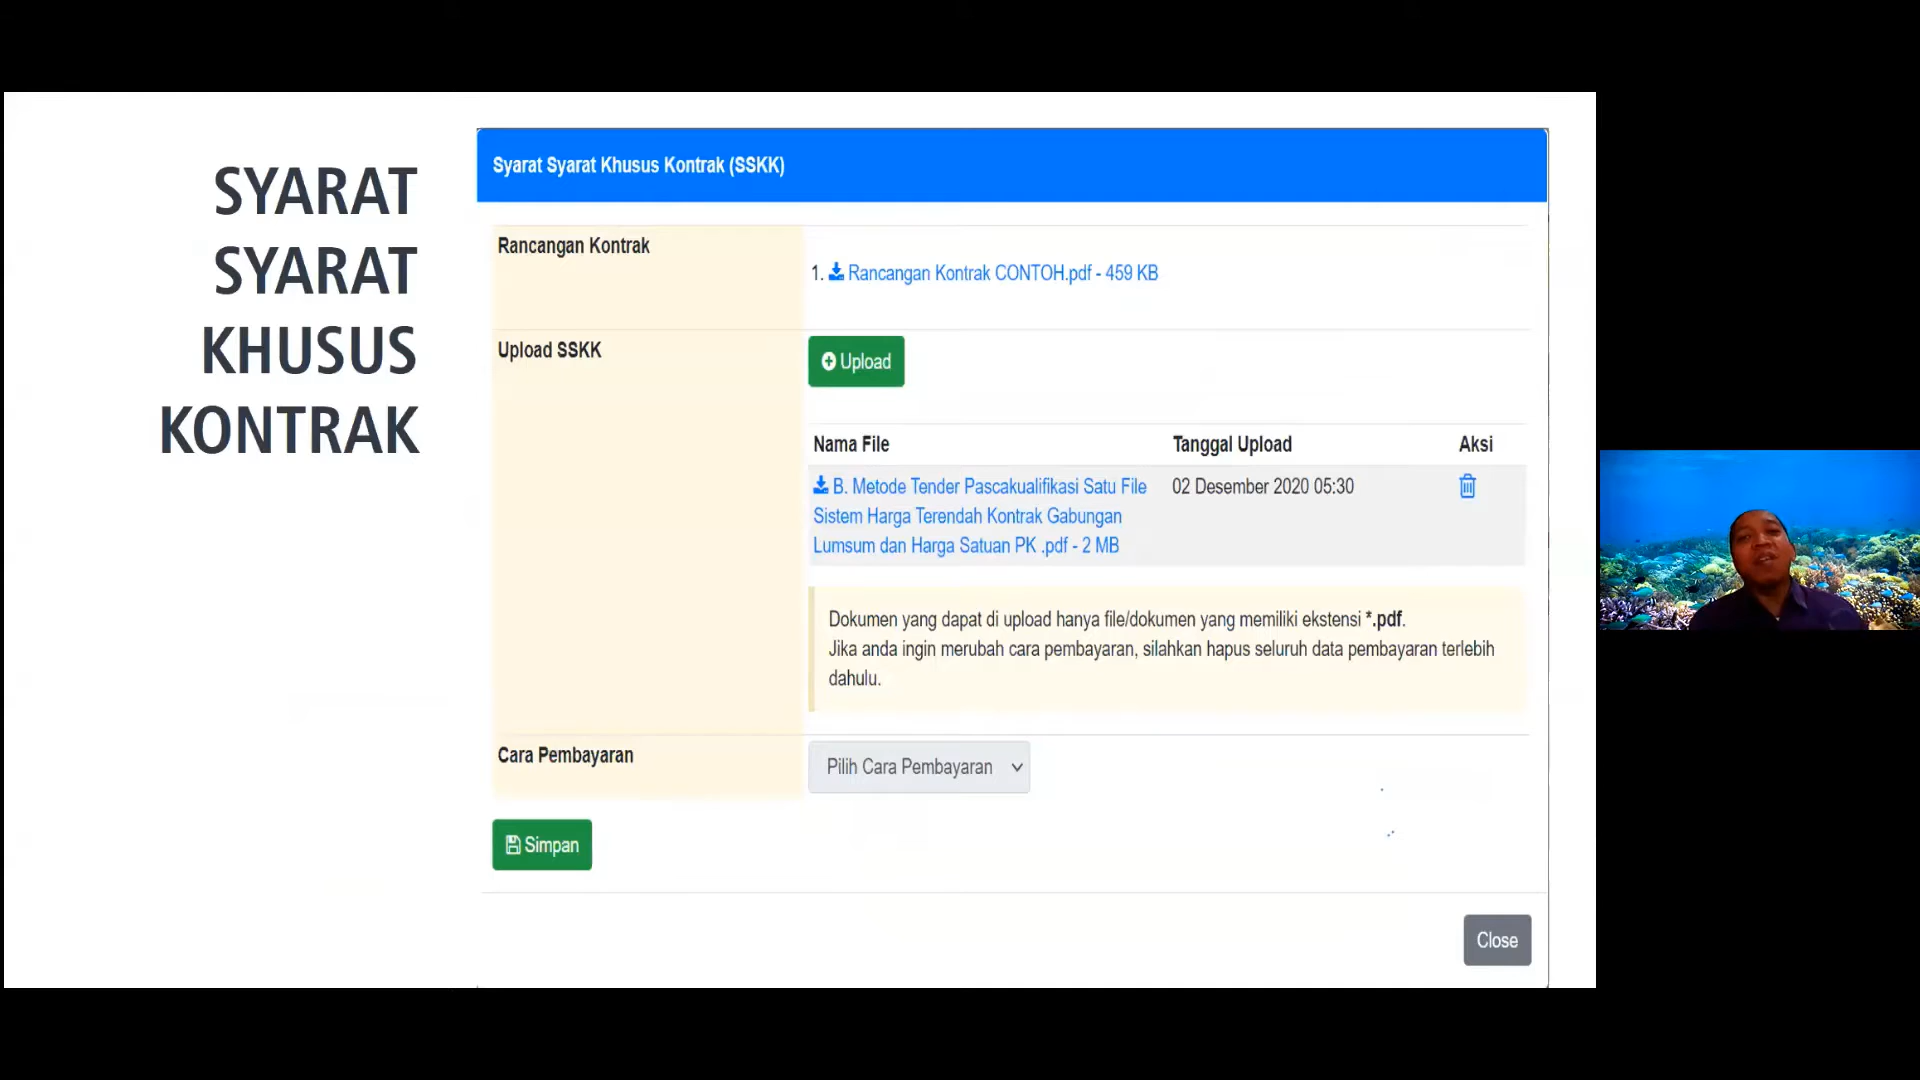 SYARAT
SYARAT
KHUSUS
KONTRAK
Syarat Syarat Khusus Kontrak (SSKK)
Rancangan Kontrak
1. Rancangan Kontrak CONTOH.pdf - 459 KB
Upload SSKK
Upload
Nama File Tanggal Upload Aksi
B. Metode Tender Pascakualifikasi Satu File 02 Desember 2020 05:30
Sistem Harga Terendah Kontrak Gabungan
Lumsum dan Harga Satuan PK .pdf - 2 MB
Dokumen yang dapat di upload hanya file/dokumen yang memiliki ekstensi *.pdf.
Jika anda ingin merubah cara pembayaran, silahkan hapus seluruh data pembayaran terlebih
dahulu.
Cara Pembayaran
Pilih Cara Pembayaran
Simpan
Close